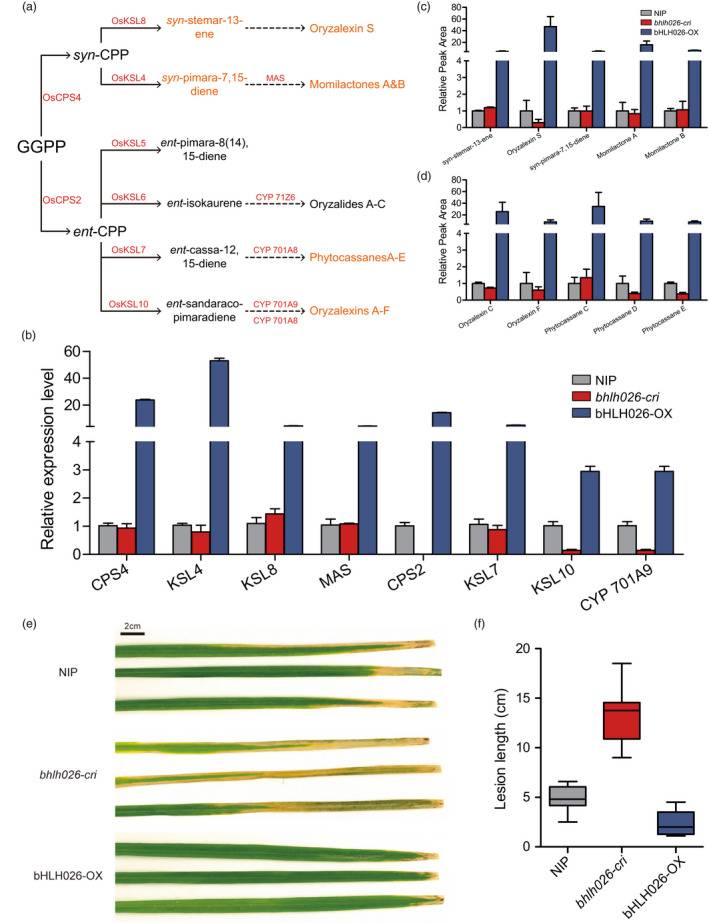 (a)
OsKSL8
syn-stemar-13-
ene
Oryzalexin S
syn-CPP
OsKSL4
syn-pimara-7,15-
diene
MAS
Momilactones A&B
OsCPS4
GGPP
OsCPS2
OsKSL5
ent-pimara-8(14),
15-diene
OsKSL6
ent-isokaurene
CYP 71Z6
Oryzalides A-C
ent-CPP
OsKSL7
ent-cassa-12,
15-diene
CYP 701A8
PhytocassanesA-E
OsKSL10
ent-sandaraco-
pimaradiene
CYP 701A9
CYP 701A8
Oryzalexins A-F
(c)
Relative Peak Area
80
60
40
20
4
3
2
1
0
syn-stemar-13-ene
Oryzalexin S
syn-pimara-7,15-diene
Momilactone A
Momilactone B
NIP
bhlh026-cri
bHLH026-OX
(d)
Relative Peak Area
80
60
40
20
4
3
2
1
0
Oryzalexin C
Oryzalexin F
Phytocassane C
Phytocassane D
Phytocassane E
(b)
Relative expression level
60
40
20
4
3
2
1
0
CPS4
KSL4
KSL8
MAS
CPS2
KSL7
KSL10
CYP 701A9
NIP
bhlh026-cri
bHLH026-OX
(e)
2cm
NIP
bhlh026-cri
bHLH026-OX
(f)
Lesion length (cm)
20
15
10
5
0
NIP
bhlh026-cri
bHLH026-OX